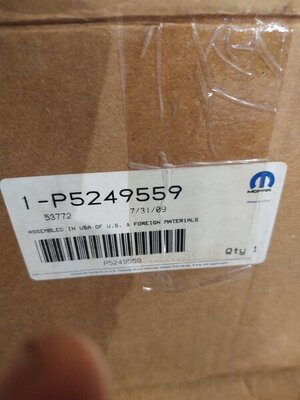 MOPAR
1-P5249559
53772 7/31/09
ASSEMBLED IN USA OF U.S. & FOREIGN MATERIALS
Qty 1
P5249559